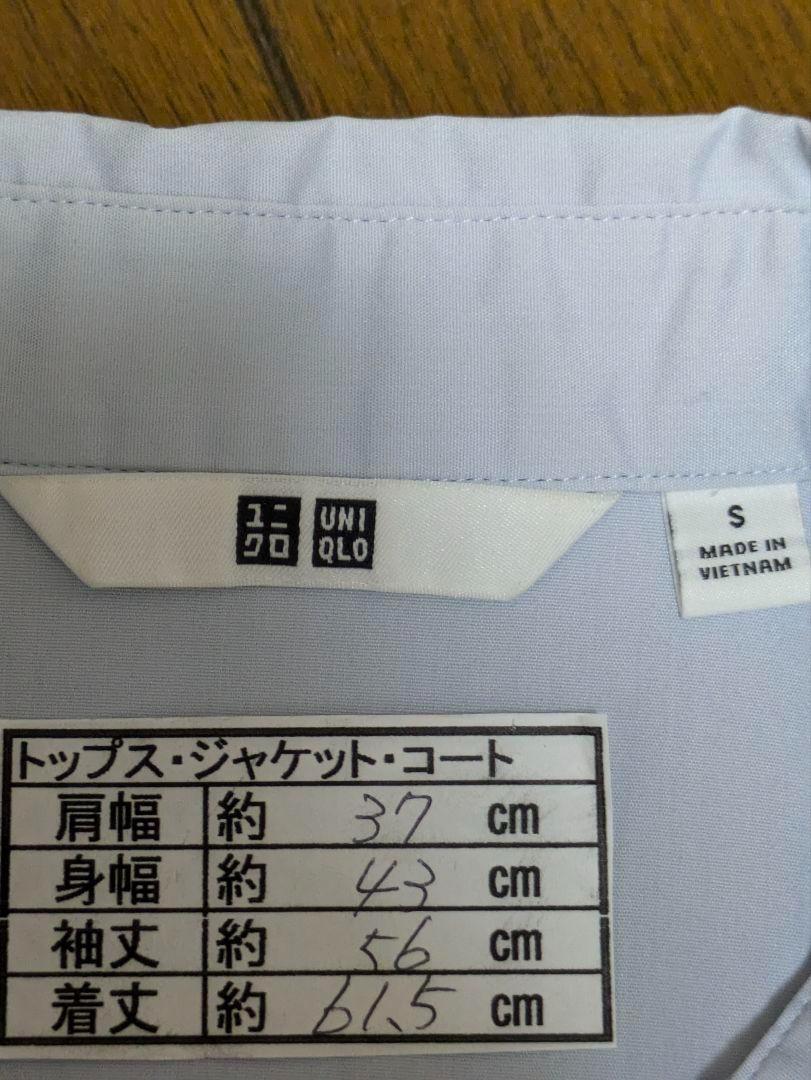 ユニ
クロ
UNI
QLO
S
MADE IN
VIETNAM
トップス・ジャケット・コート
肩幅 約 37 cm
身幅 約 43 cm
袖丈 約 56 cm
着丈 約 61.5 cm